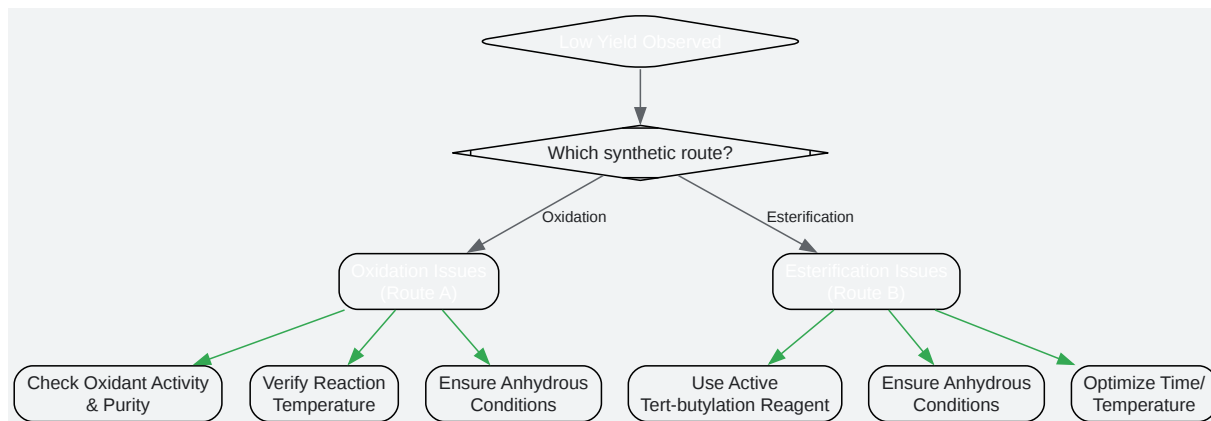 Low Yield Observed
Which synthetic route?
Oxidation
Esterification
Oxidation Issues
(Route A)
Esterification Issues
(Route B)
Check Oxidant Activity
& Purity
Verify Reaction
Temperature
Ensure Anhydrous
Conditions
Use Active
Tert-butylation Reagent
Ensure Anhydrous
Conditions
Optimize Time/
Temperature